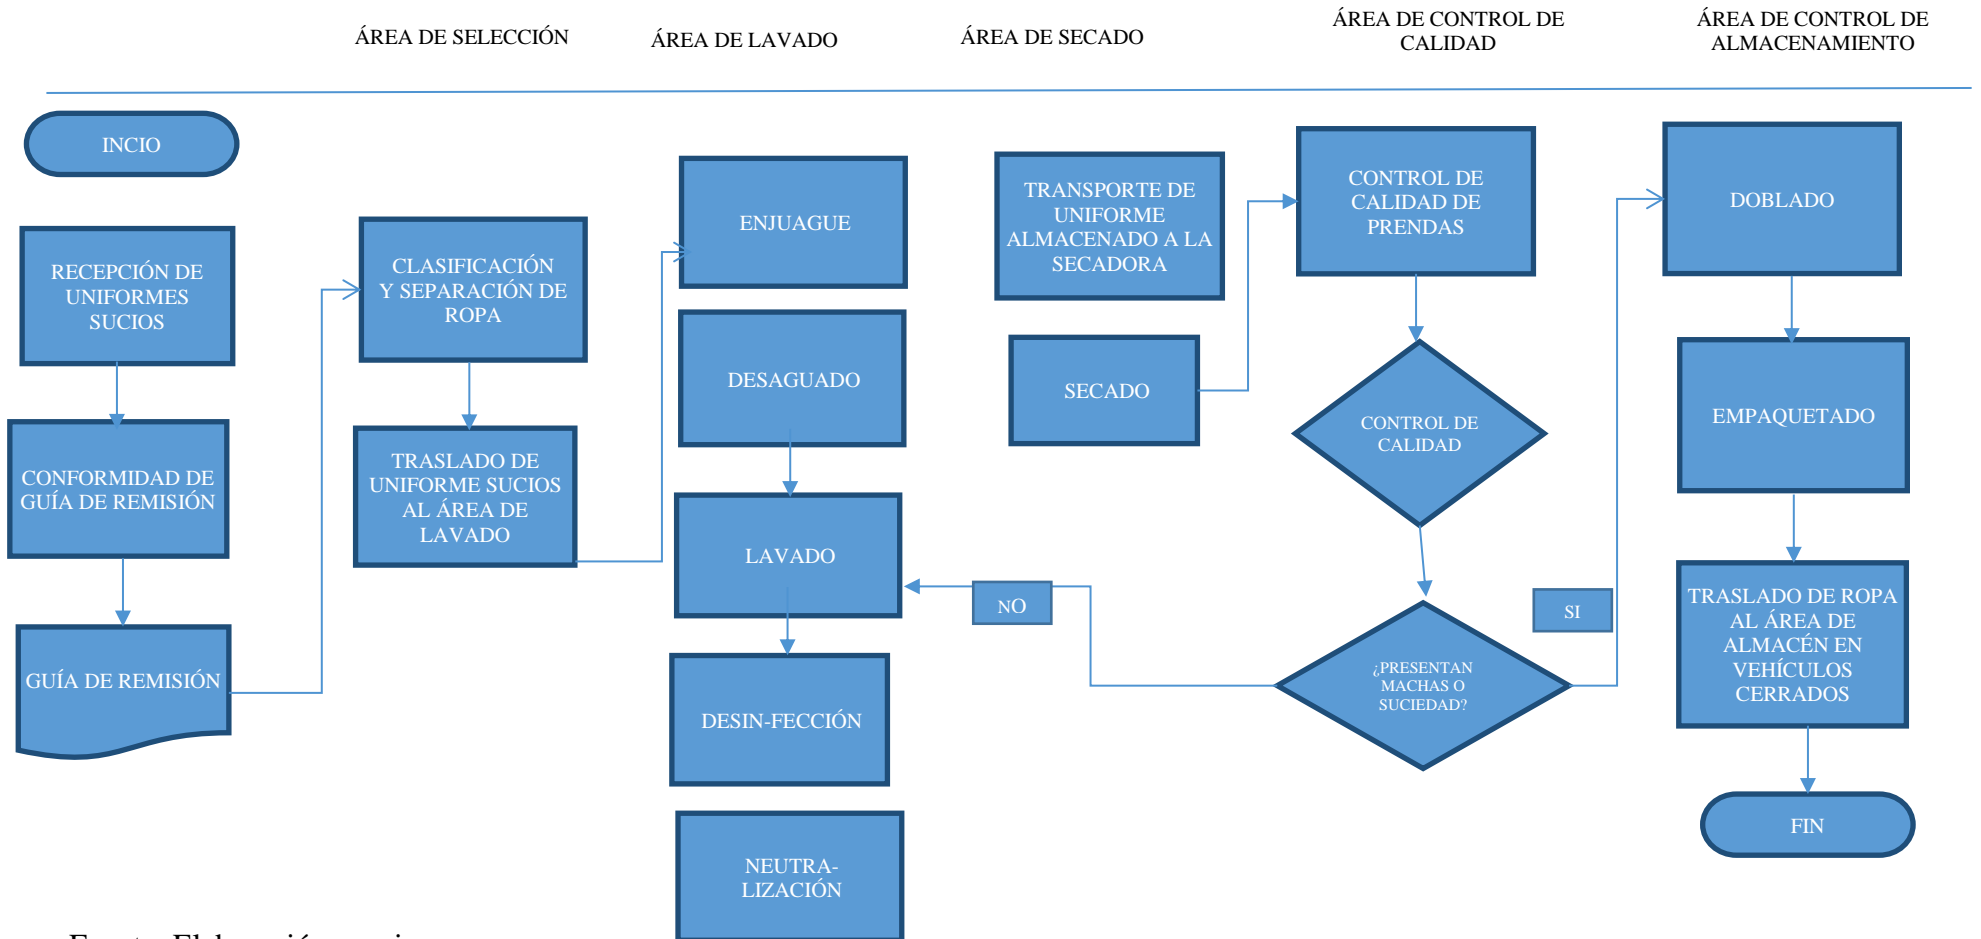 ÁREA DE SELECCIÓN
ÁREA DE LAVADO
ÁREA DE SECADO
ÁREA DE CONTROL DE
CALIDAD
ÁREA DE CONTROL DE
ALMACENAMIENTO
INCIO
RECEPCIÓN DE
UNIFORMES
SUCIOS
CONFORMIDAD DE
GUÍA DE REMISIÓN
GUÍA DE REMISIÓN
CLASIFICACIÓN
Y SEPARACIÓN DE
ROPA
TRASLADO DE
UNIFORME SUCIOS
AL ÁREA DE
LAVADO
ENJUAGUE
DESAGUADO
LAVADO
DESIN-FECCIÓN
NEUTRA-
LIZACIÓN
TRANSPORTE DE
UNIFORME
ALMACENADO A LA
SECADORA
SECADO
NO
CONTROL DE
CALIDAD DE
PRENDAS
CONTROL DE
CALIDAD
¿PRESENTAN
MACHAS O
SUCIEDAD?
SI
DOBLADO
EMPAQUETADO
TRASLADO DE ROPA
AL ÁREA DE
ALMACÉN EN
VEHÍCULOS
CERRADOS
FIN